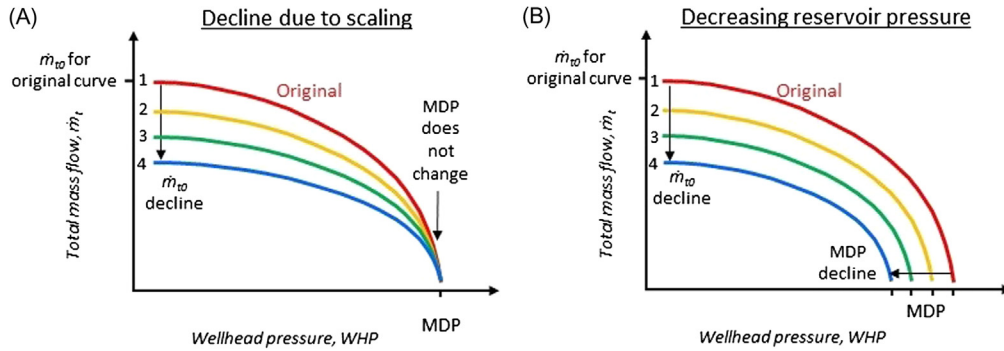 (A)
Decline due to scaling
ṁt0 for
original curve
1
2
3
4
Original
MDP
does
not
change
ṁt0
decline
Total mass flow, ṁt
MDP
Wellhead pressure, WHP
(B)
Decreasing reservoir pressure
ṁt0 for
original curve
1
2
3
4
Original
ṁt0
decline
MDP
decline
Total mass flow, ṁt
MDP
Wellhead pressure, WHP